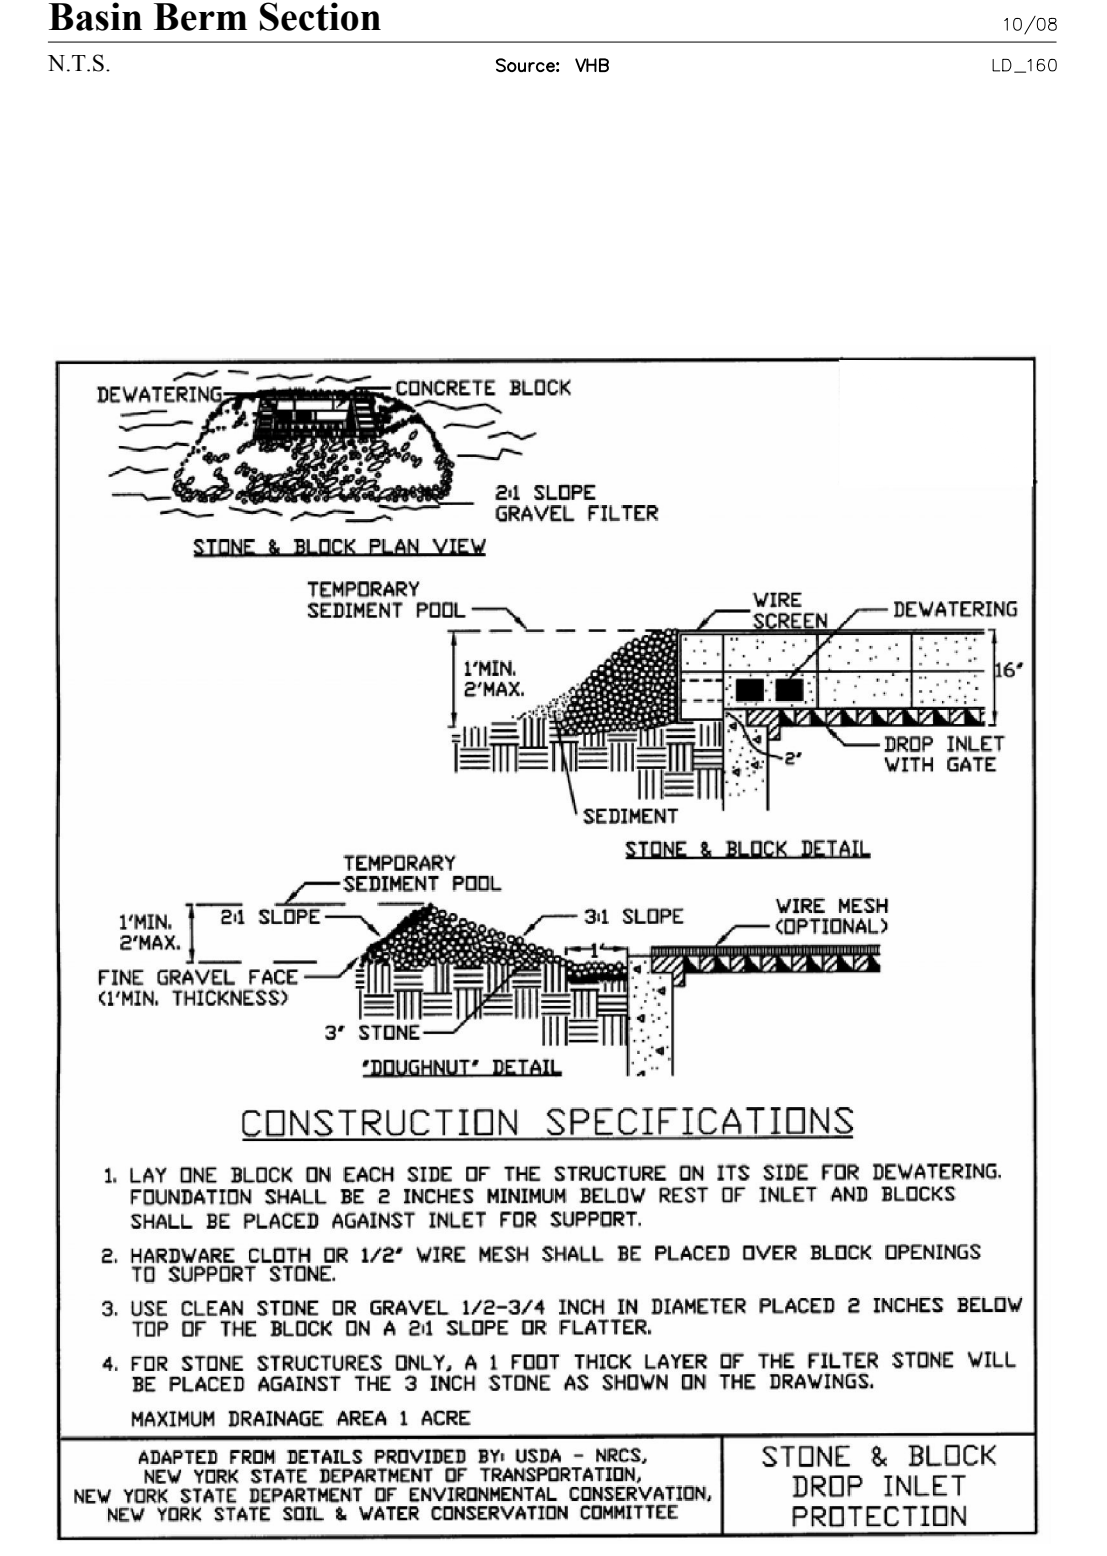 Basin Berm Section
10/08
N.T.S.
Source: VHB
LD_160
DEWATERING
CONCRETE BLOCK
2:1 SLOPE
GRAVEL FILTER
STONE & BLOCK PLAN VIEW
TEMPORARY
SEDIMENT POOL
WIRE
SCREEN
DEWATERING
1'MIN.
2'MAX.
16"
DROP INLET
WITH GATE
2"
SEDIMENT
STONE & BLOCK DETAIL
TEMPORARY
SEDIMENT POOL
1'MIN.
2'MAX.
2:1 SLOPE
3:1 SLOPE
WIRE MESH
(OPTIONAL)
1'
FINE GRAVEL FACE
(1'MIN. THICKNESS)
3" STONE
"DOUGHNUT" DETAIL
CONSTRUCTION SPECIFICATIONS
1. LAY ONE BLOCK ON EACH SIDE OF THE STRUCTURE ON ITS SIDE FOR DEWATERING.
FOUNDATION SHALL BE 2 INCHES MINIMUM BELOW REST OF INLET AND BLOCKS
SHALL BE PLACED AGAINST INLET FOR SUPPORT.
2. HARDWARE CLOTH OR 1/2" WIRE MESH SHALL BE PLACED OVER BLOCK OPENINGS
TO SUPPORT STONE.
3. USE CLEAN STONE OR GRAVEL 1/2-3/4 INCH IN DIAMETER PLACED 2 INCHES BELOW
TOP OF THE BLOCK ON A 2:1 SLOPE OR FLATTER.
4. FOR STONE STRUCTURES ONLY, A 1 FOOT THICK LAYER OF THE FILTER STONE WILL
BE PLACED AGAINST THE 3 INCH STONE AS SHOWN ON THE DRAWINGS.
MAXIMUM DRAINAGE AREA 1 ACRE
ADAPTED FROM DETAILS PROVIDED BY: USDA - NRCS,
NEW YORK STATE DEPARTMENT OF TRANSPORTATION,
NEW YORK STATE DEPARTMENT OF ENVIRONMENTAL CONSERVATION,
NEW YORK STATE SOIL & WATER CONSERVATION COMMITTEE
STONE & BLOCK
DROP INLET
PROTECTION